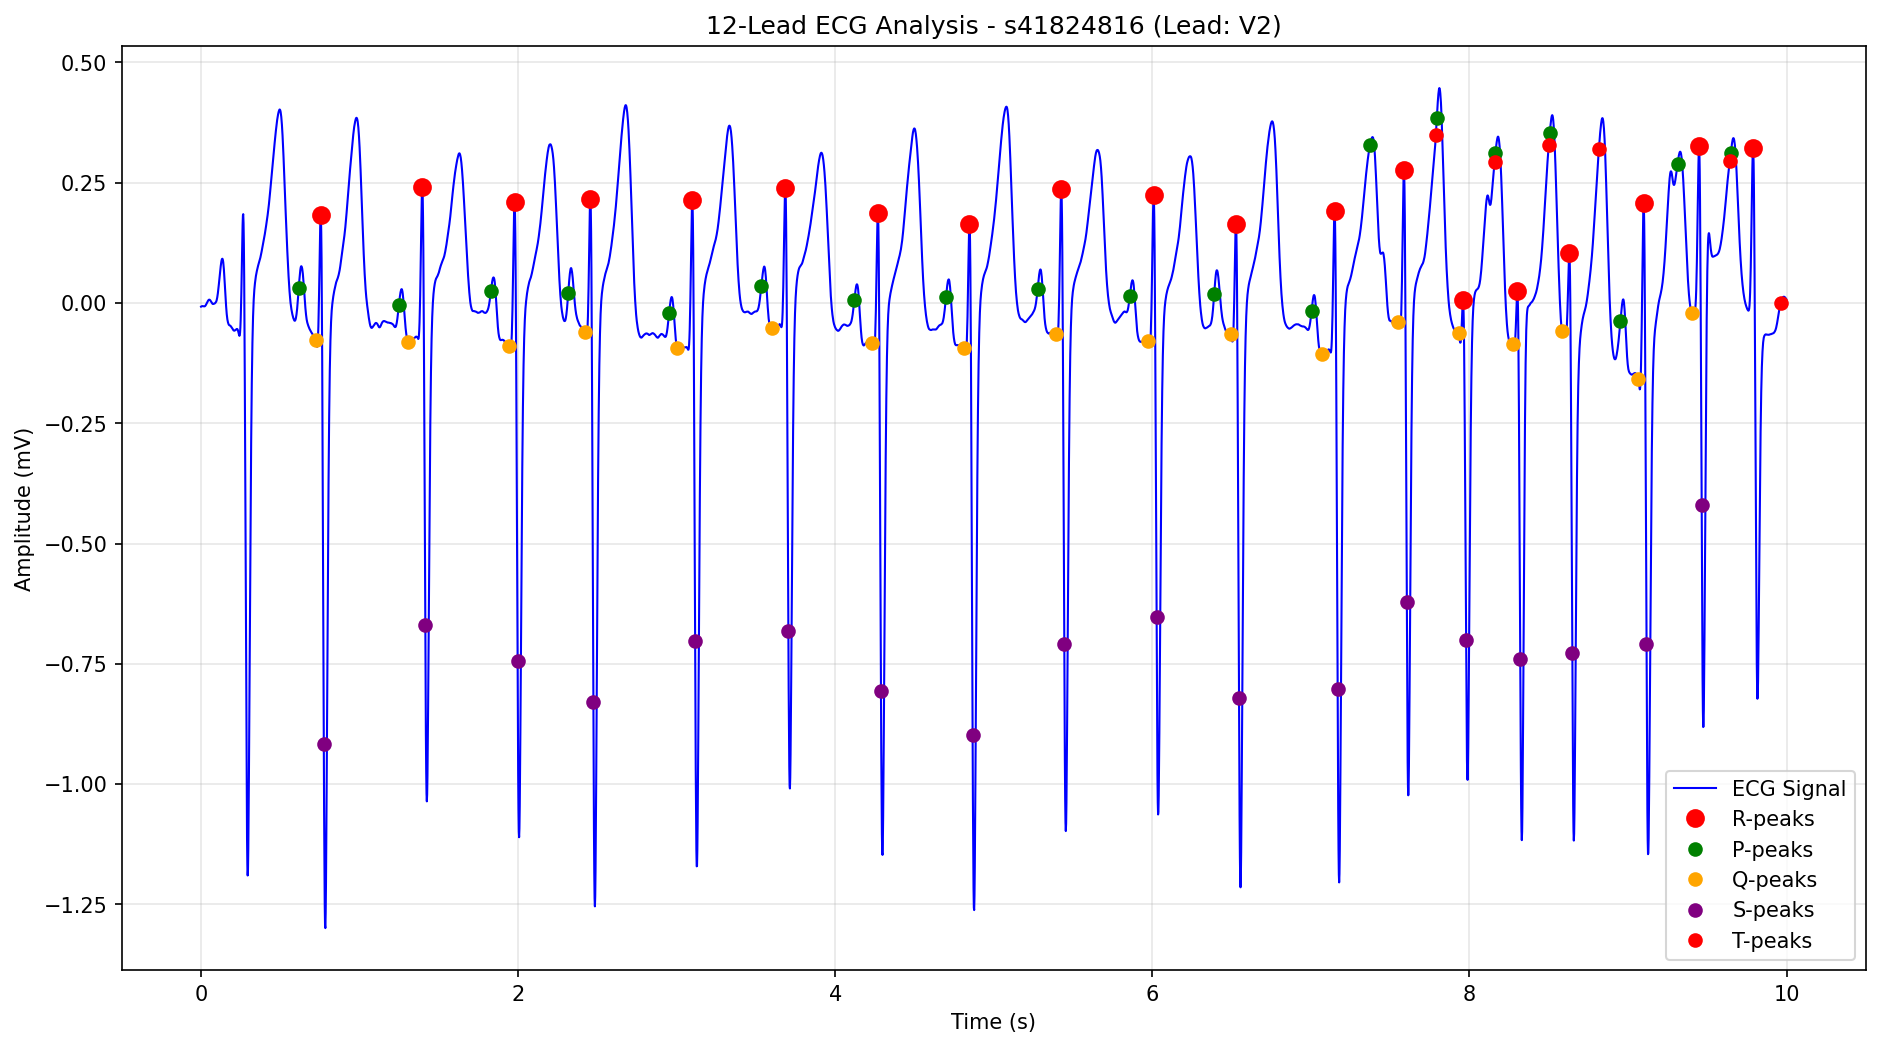 12-Lead ECG Analysis - s41824816 (Lead: V2)
0.50
0.25
0.00
−0.25
−0.50
−0.75
−1.00
−1.25
Amplitude (mV)
0 2 4 6 8 10
Time (s)
ECG Signal
R-peaks
P-peaks
Q-peaks
S-peaks
T-peaks